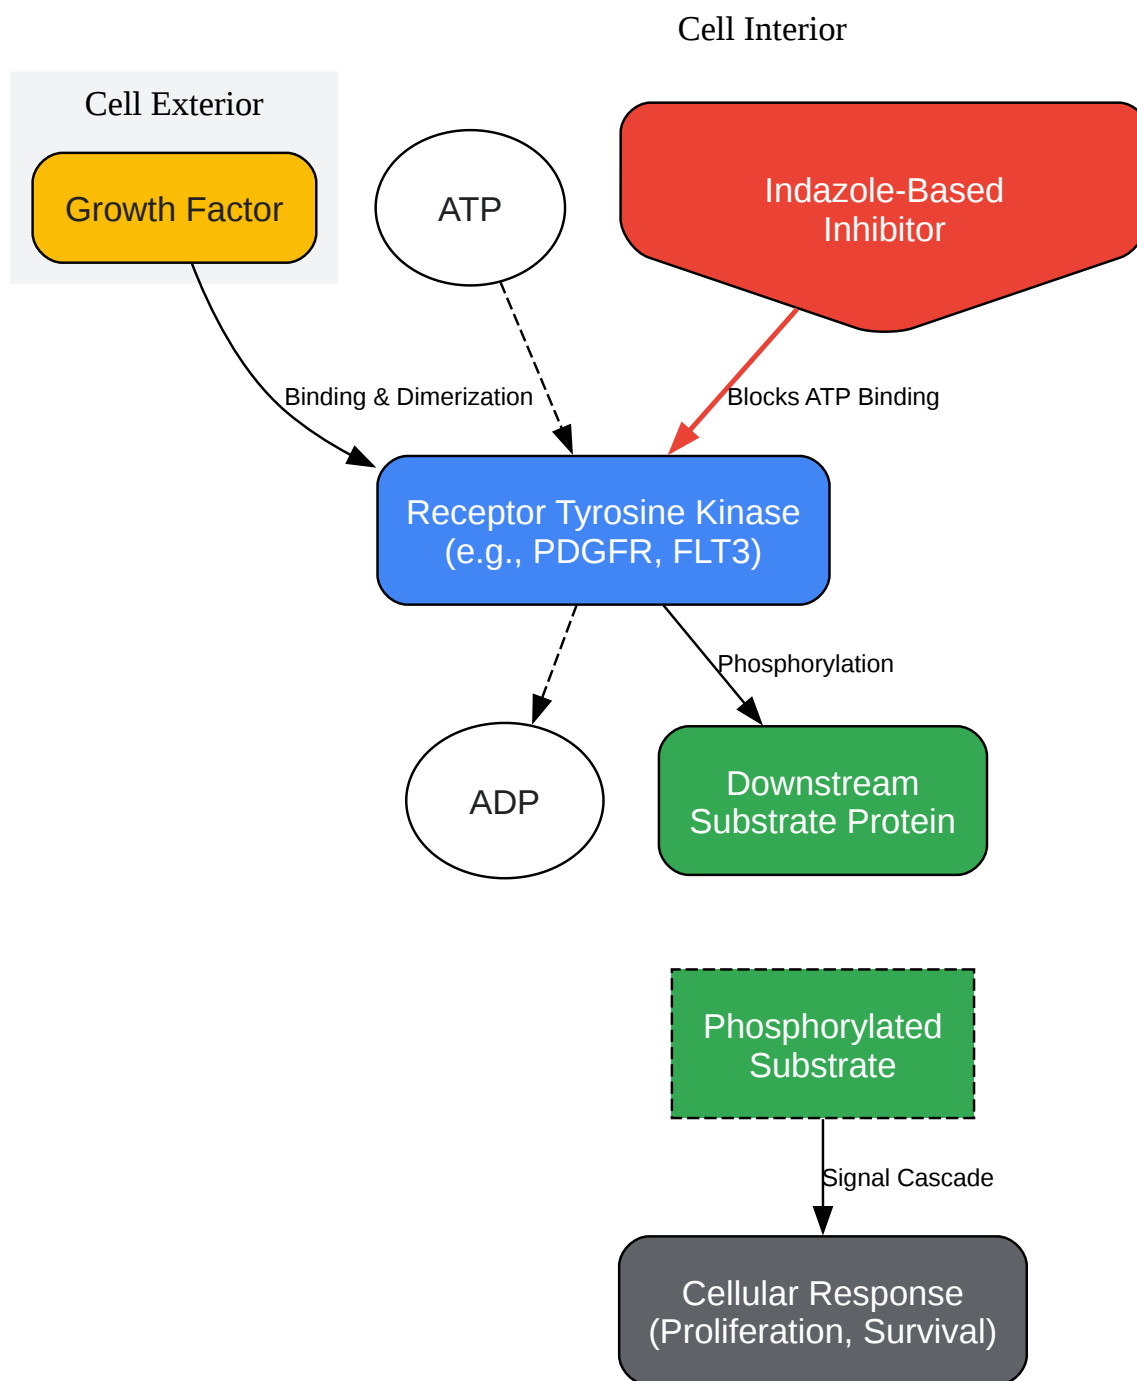 Cell Interior
Cell Exterior
Growth Factor
ATP
Indazole-Based
Inhibitor
Binding & Dimerization
Blocks ATP Binding
Receptor Tyrosine Kinase
(e.g., PDGFR, FLT3)
Phosphorylation
ADP
Downstream
Substrate Protein
Phosphorylated
Substrate
Signal Cascade
Cellular Response
(Proliferation, Survival)